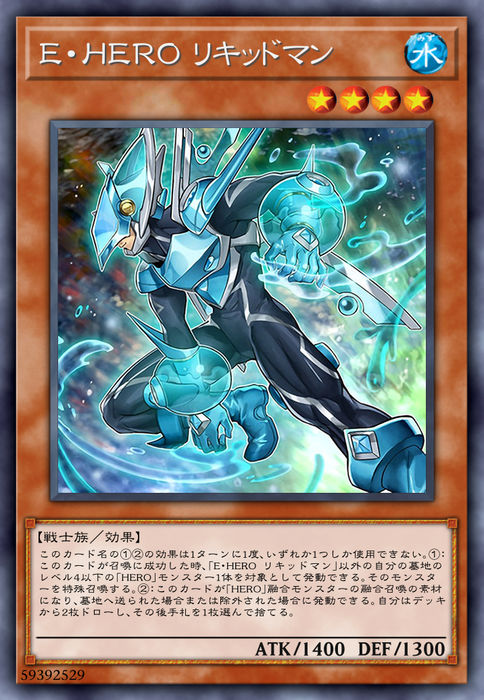 E・HERO リキッドマン
みず
水
【戦士族／効果】
このカード名の①②の効果は1ターンに1度、いずれか1つしか使用できない。①:
このカードが召喚に成功した時、「E・HERO リキッドマン」以外の自分の墓地の
レベル4以下の「HERO」モンスター1体を対象として発動できる。そのモンスター
を特殊召喚する。②:このカードが「HERO」融合モンスターの融合召喚の素材
になり、墓地へ送られた場合または除外された場合に発動できる。自分はデッキ
から2枚ドローし、その後手札を1枚選んで捨てる。
ATK/1400 DEF/1300
59392529